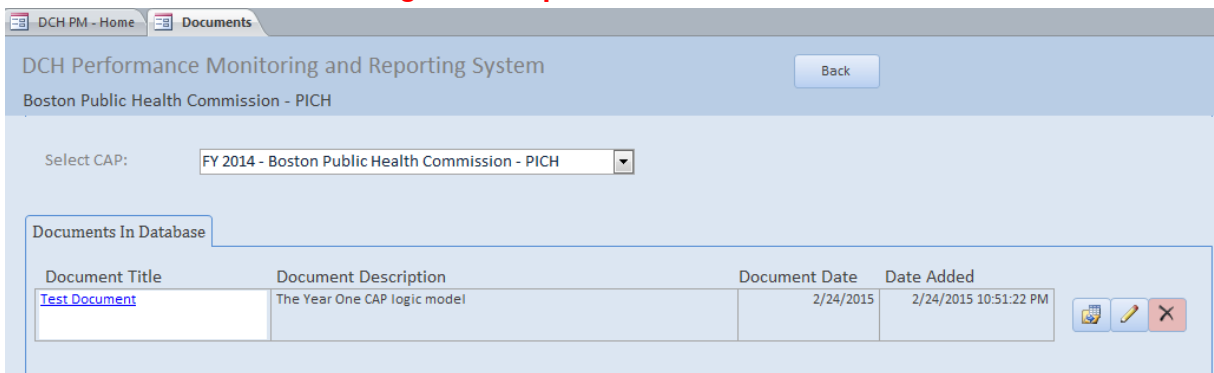 DCH PM - Home Documents
DCH Performance Monitoring and Reporting System
Back
Boston Public Health Commission - PICH
Select CAP: FY 2014 - Boston Public Health Commission - PICH
Documents In Database
Document Title Document Description Document Date Date Added
Test Document The Year One CAP logic model 2/24/2015 2/24/2015 10:51:22 PM